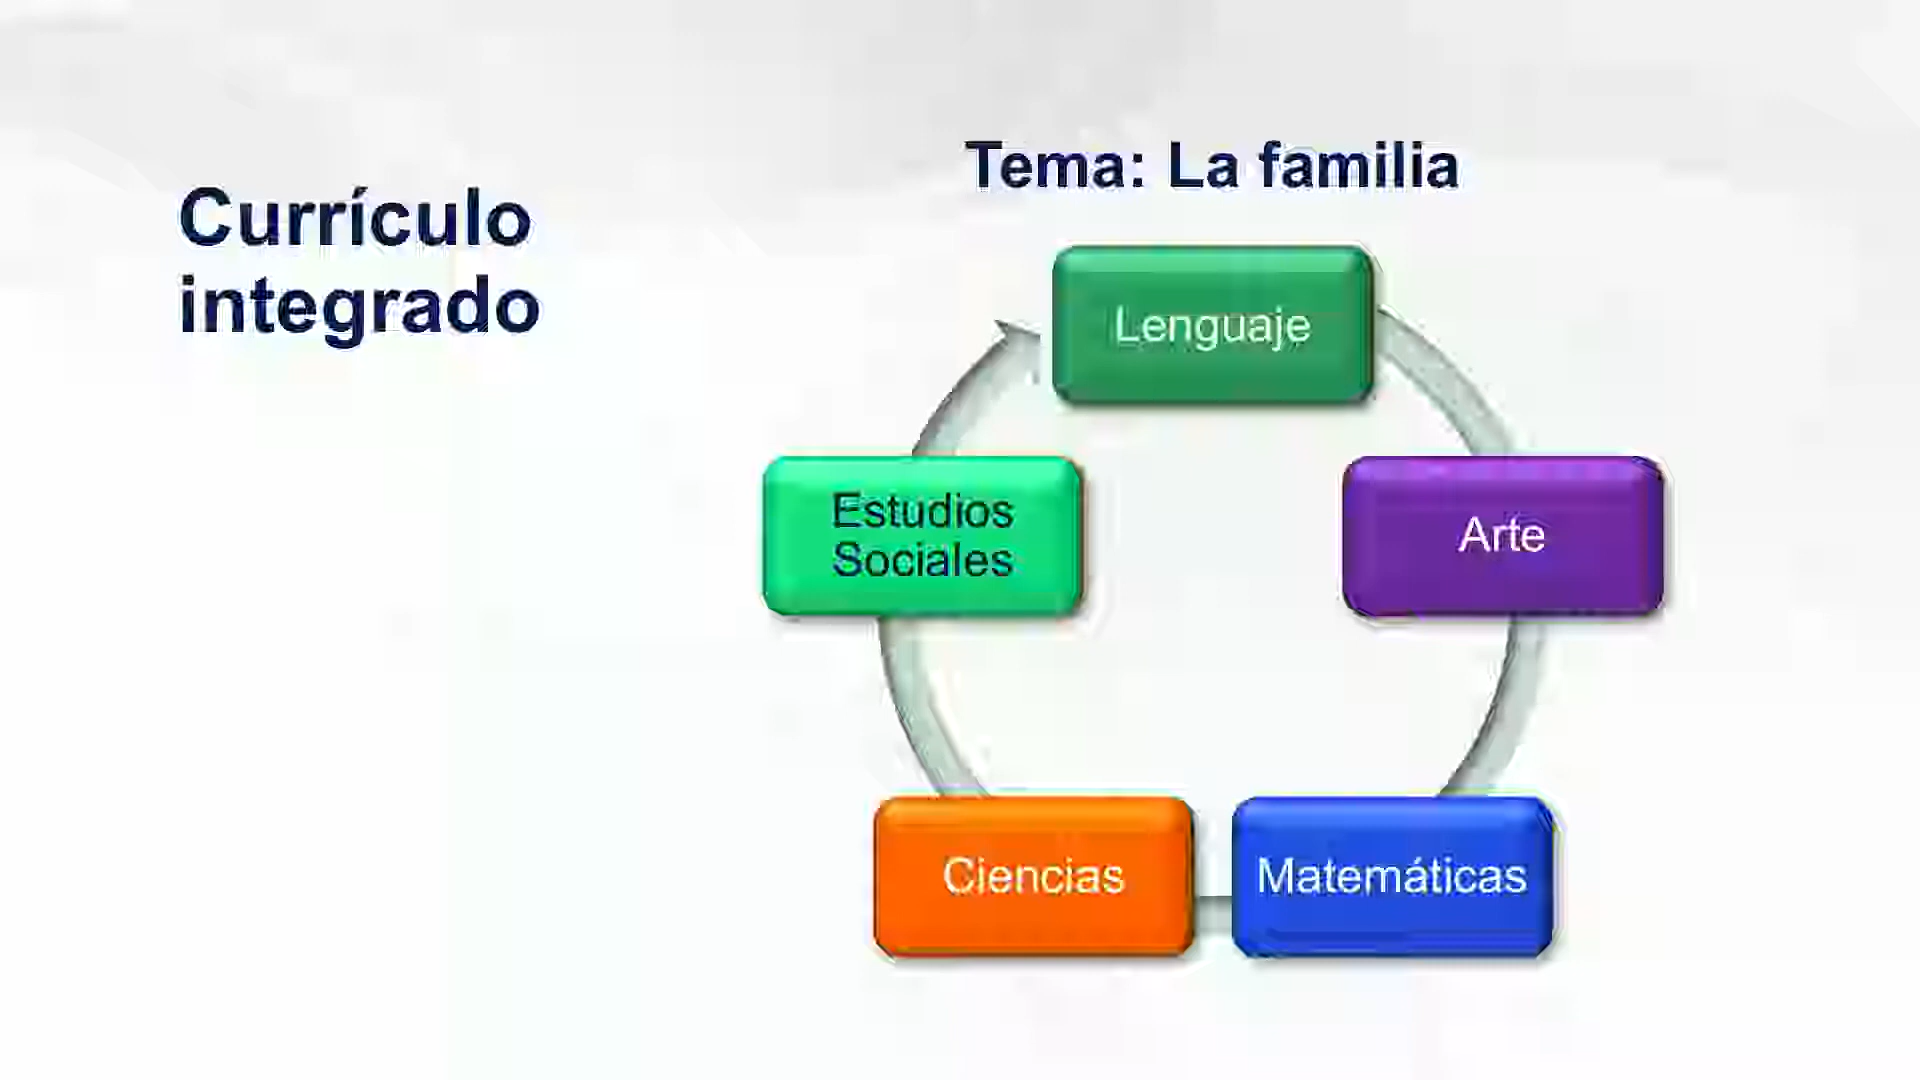 Currículo
integrado
Tema: La familia
Lenguaje
Arte
Matemáticas
Ciencias
Estudios
Sociales